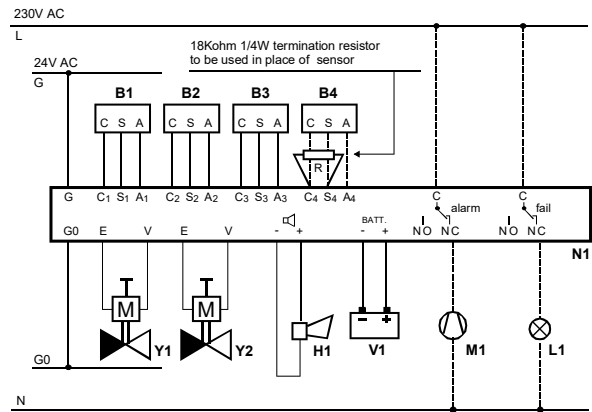 230V AC
L
18Kohm 1/4W termination resistor
to be used in place of sensor
24V AC
G
B1 B2 B3 B4
C S A C S A C S A C S A
R
G C1 S1 A1 C2 S2 A2 C3 S3 A3 C4 S4 A4 C alarm C fail
G0 E V E V - + BATT. - + NO NC NO NC
N1
M M - +
Y1 Y2 H1 V1 M1 L1
G0
N